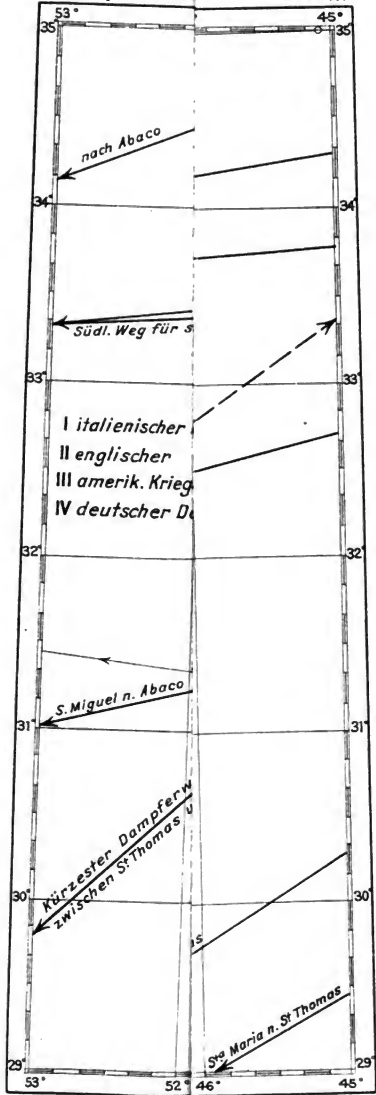 53° 45°
35° 35°
nach Abaco
34° 34°
Südl. Weg für s
33° 33°
I italienischer
II englischer
III amerik. Krieg
IV deutscher D
32° 32°
S. Miguel n. Abaco
31° 31°
Kürzester Dampferw
zwischen St Thomas u
30° 30°
ns
Sta Maria n. St Thomas
29° 29°
53° 52° 46° 45°